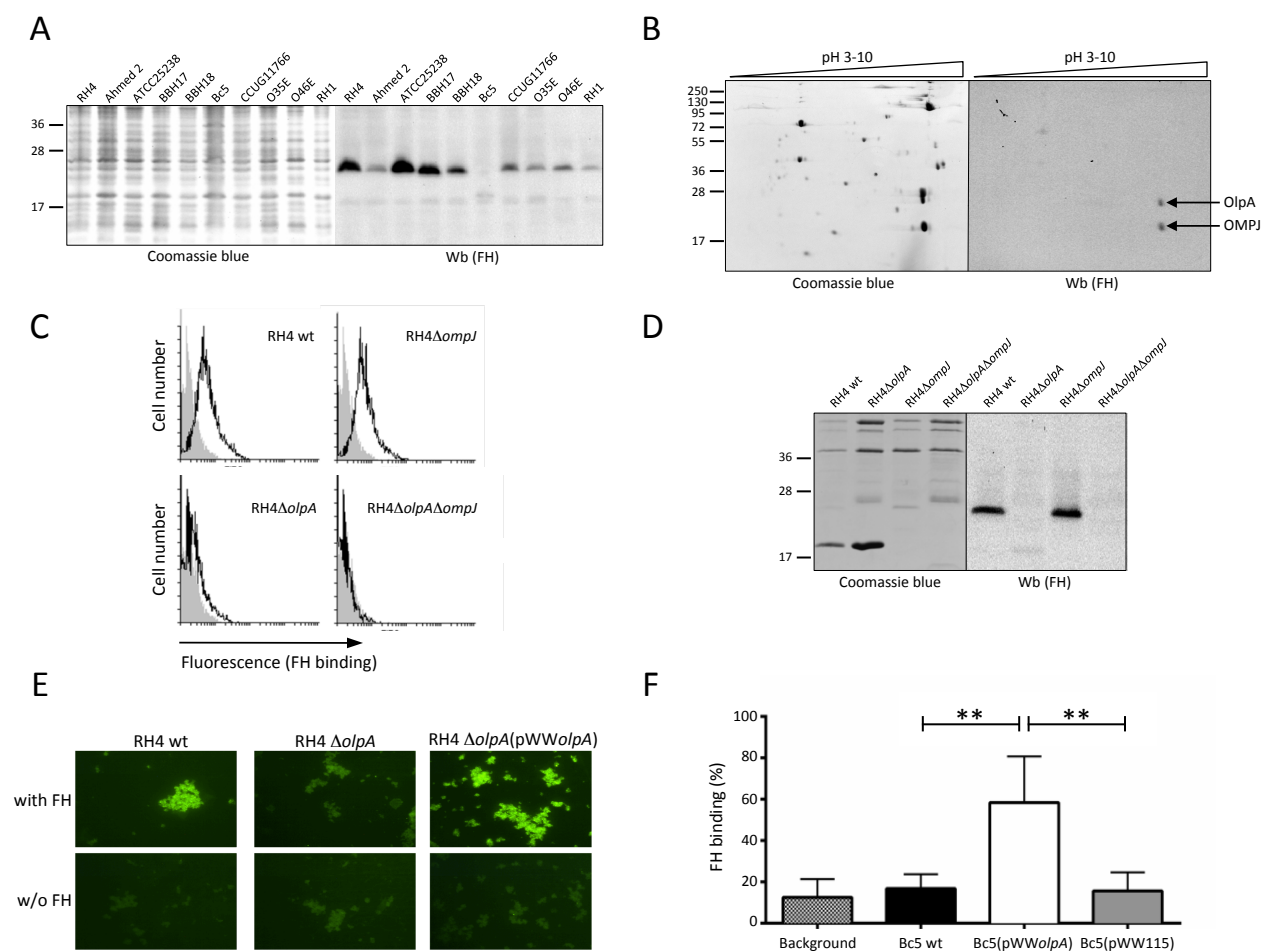 A
RH4 Ahmed 2 ATCC25238 BBH17 BBH18 Bc5 CCUG11766 O35E O46E RH1 RH4 Ahmed 2 ATCC25238 BBH17 BBH18 Bc5 CCUG11766 O35E O46E RH1
36
28
17
Coomassie blue Wb (FH)
B
pH 3-10 pH 3-10
250
130
95
72
55
36
28
17
OlpA
OMPJ
Coomassie blue Wb (FH)
C
Cell number
RH4 wt RH4ΔompJ
Cell number
RH4ΔolpA RH4ΔolpAΔompJ
Fluorescence (FH binding)
D
RH4 wt RH4ΔolpA RH4ΔompJ RH4ΔolpAΔompJ RH4 wt RH4ΔolpA RH4ΔompJ RH4ΔolpAΔompJ
36
28
17
Coomassie blue Wb (FH)
E
RH4 wt RH4 ΔolpA RH4 ΔolpA(pWWolpA)
with FH
w/o FH
F
** **
FH binding (%)
100
80
60
40
20
0
Background Bc5 wt Bc5(pWWolpA) Bc5(pWW115)